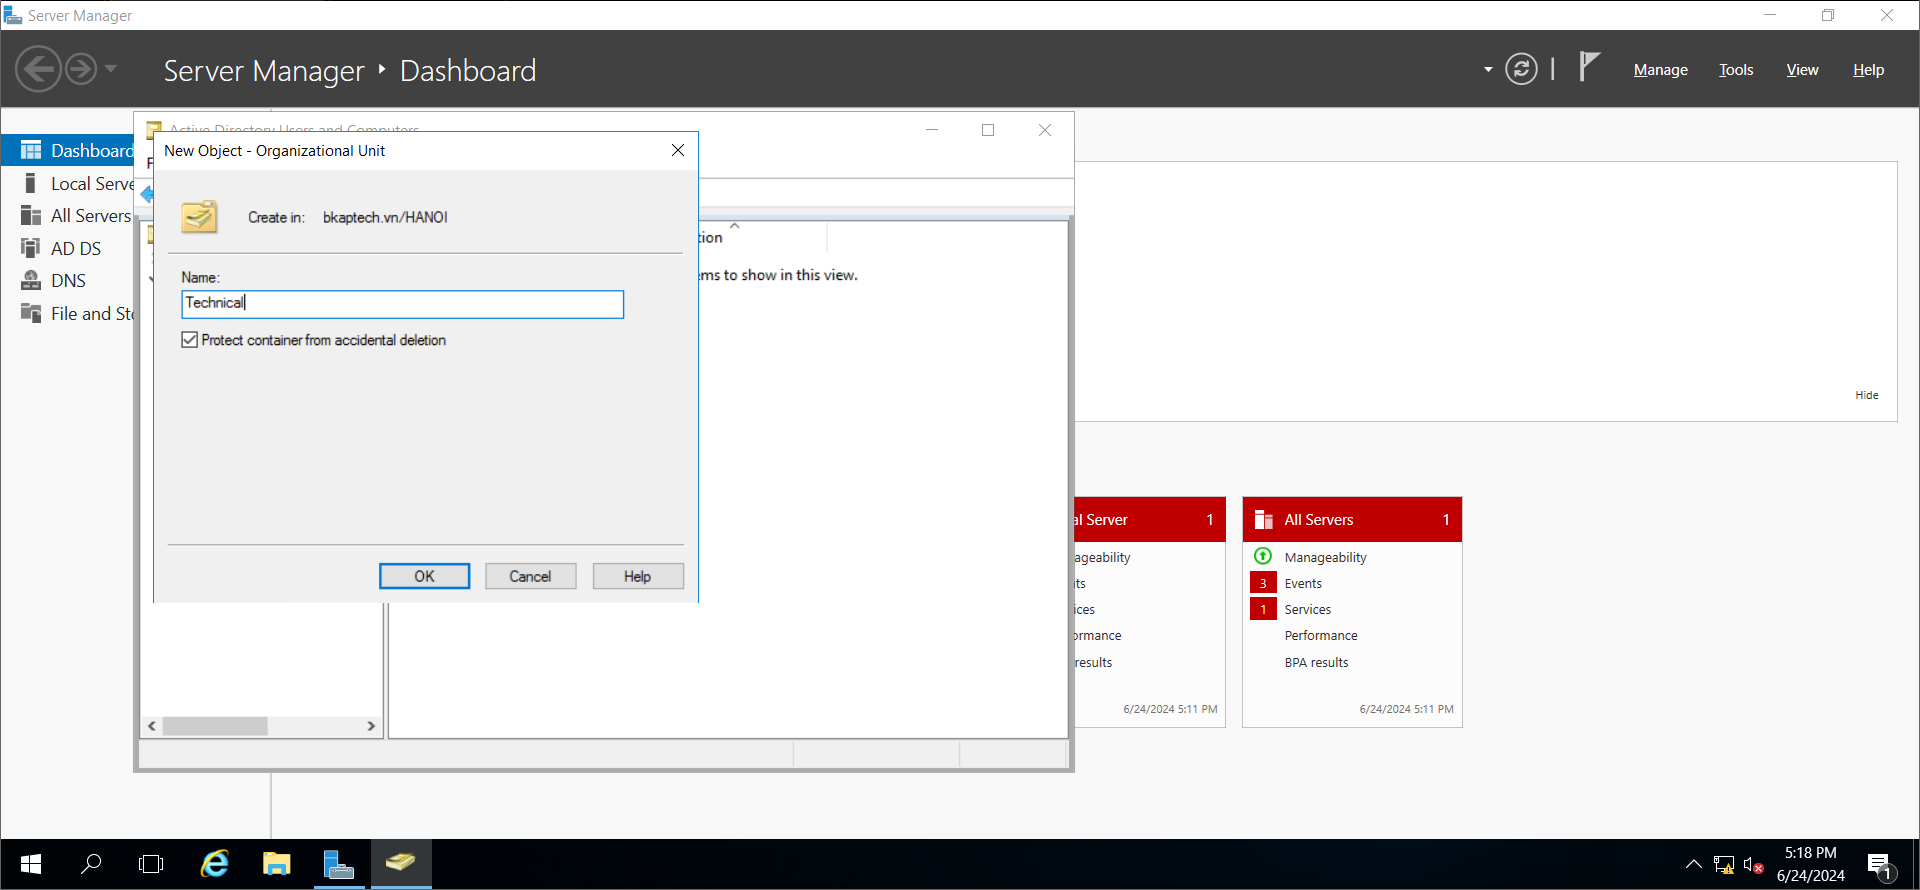 Server Manager
Server Manager ‣ Dashboard
Manage
Tools
View
Help
Active Directory Users and Computers
New Object - Organizational Unit
Create in:
bkaptech.vn/HANOI
Name:
Technical
Protect container from accidental deletion
OK
Cancel
Help
Dashboard
Local Serve
All Servers
AD DS
DNS
File and Sto
F
tion
ems to show in this view.
Hide
al Server 1
ageability
ts
ices
ormance
results
6/24/2024 5:11 PM
All Servers 1
Manageability
3 Events
1 Services
Performance
BPA results
6/24/2024 5:11 PM
5:18 PM
6/24/2024
1